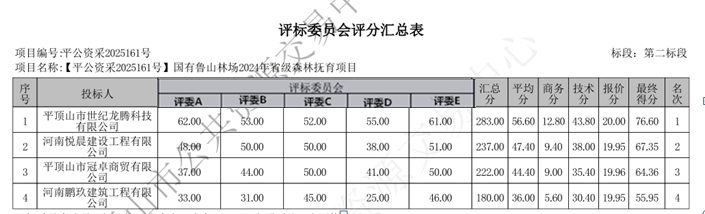 评标委员会评分汇总表
项目编号:平公资采2025161号 标段: 第二标段
项目名称:【平公资采2025161号】国有鲁山林场2024年省级森林抚育项目
序号 投标人 评标委员会 汇总分 平均分 商务分 技术分 报价分 最终得分 名次
评委A 评委B 评委C 评委D 评委E
1 平顶山市世纪龙腾科技有限公司 62.00 53.00 52.00 55.00 61.00 283.00 56.60 12.80 43.80 20.00 76.60 1
2 河南悦晨建设工程有限公司 48.00 50.00 50.00 38.00 51.00 237.00 47.40 9.40 38.00 19.95 67.35 2
3 平顶山市冠卓商贸有限公司 37.00 44.00 50.00 41.00 50.00 222.00 44.40 9.00 35.40 19.96 64.36 3
4 河南鹏玖建筑工程有限公司 33.00 31.00 45.00 25.00 46.00 180.00 36.00 5.60 30.40 19.95 55.95 4